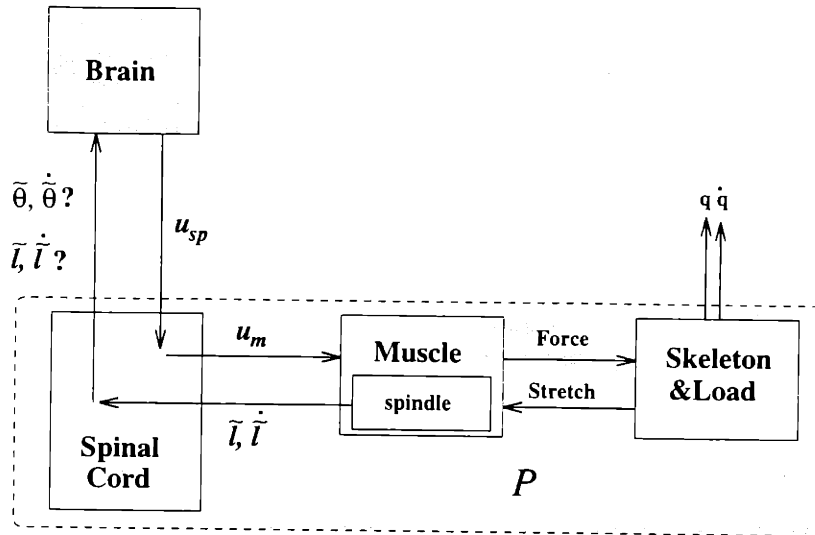 Brain
θ̃, θ̃̇ ?
l̃, l̃̇ ?
u_sp
q q̇
u_m
Muscle
spindle
Force
Stretch
Skeleton
&Load
l̃, l̃̇
Spinal
Cord
P